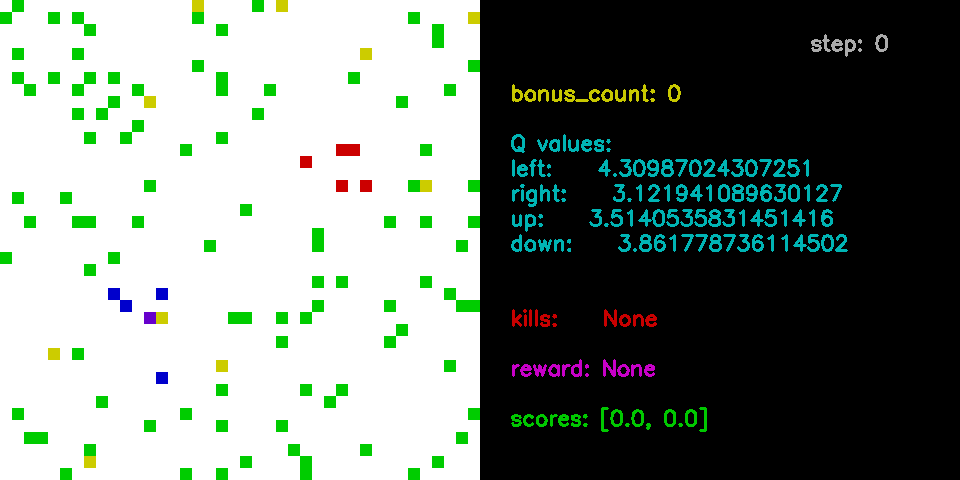 step: 0
bonus_count: 0
Q values:
left: 4.30987024307251
right: 3.121941089630127
up: 3.5140535831451416
down: 3.861778736114502
kills: None
reward: None
scores: [0.0, 0.0]